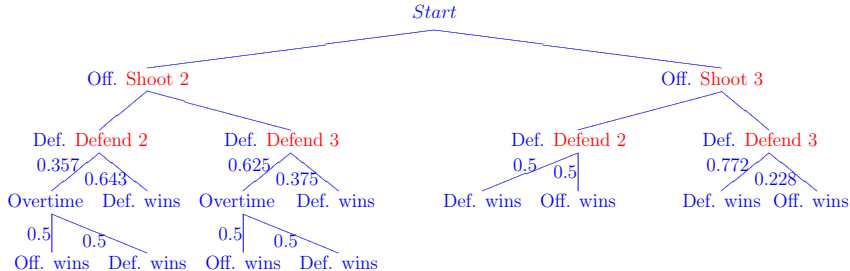 Start
Off. Shoot 2 Off. Shoot 3
Def. Defend 2 Def. Defend 3 Def. Defend 2 Def. Defend 3
0.357 0.643 0.625 0.375 0.5 0.5 0.772 0.228
Overtime Def. wins Overtime Def. wins Def. wins Off. wins Def. wins Off. wins
0.5 0.5 0.5 0.5
Off. wins Def. wins Off. wins Def. wins